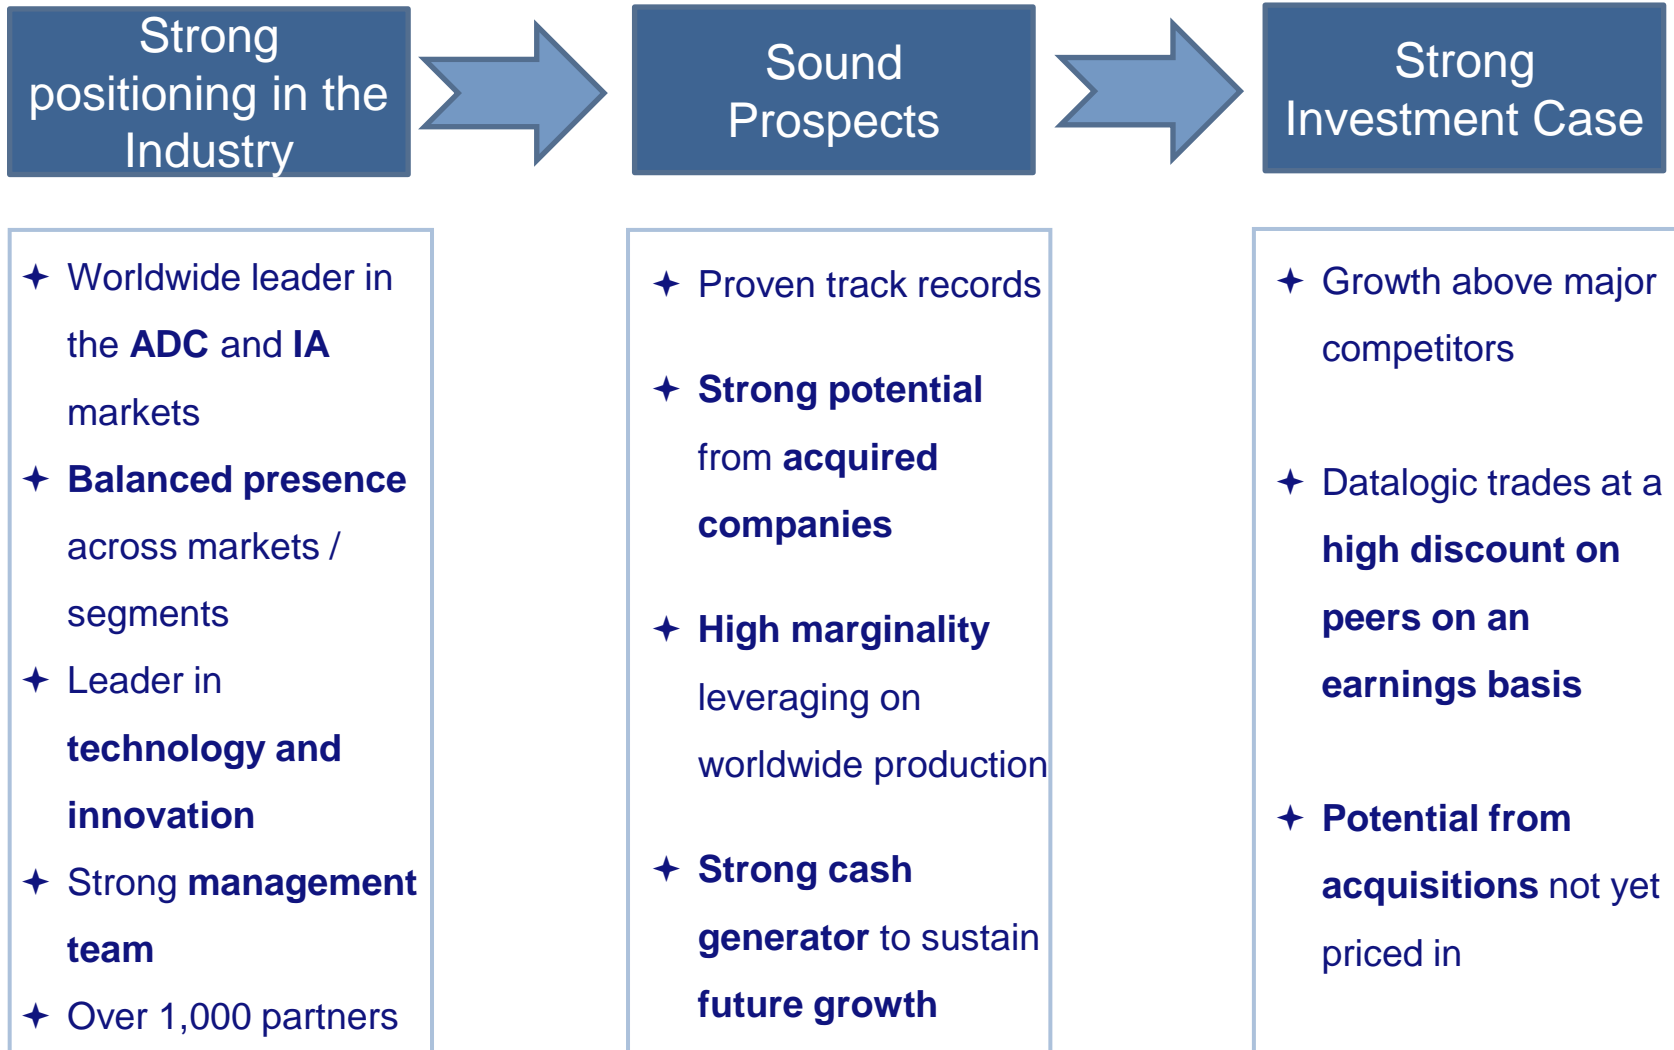 Strong
positioning in the
Industry
Sound
Prospects
Strong
Investment Case
Worldwide leader in
the ADC and IA
markets
Balanced presence
across markets /
segments
Leader in
technology and
innovation
Strong management
team
Over 1,000 partners
Proven track records
Strong potential
from acquired
companies
High marginality
leveraging on
worldwide production
Strong cash
generator to sustain
future growth
Growth above major
competitors
Datalogic trades at a
high discount on
peers on an
earnings basis
Potential from
acquisitions not yet
priced in